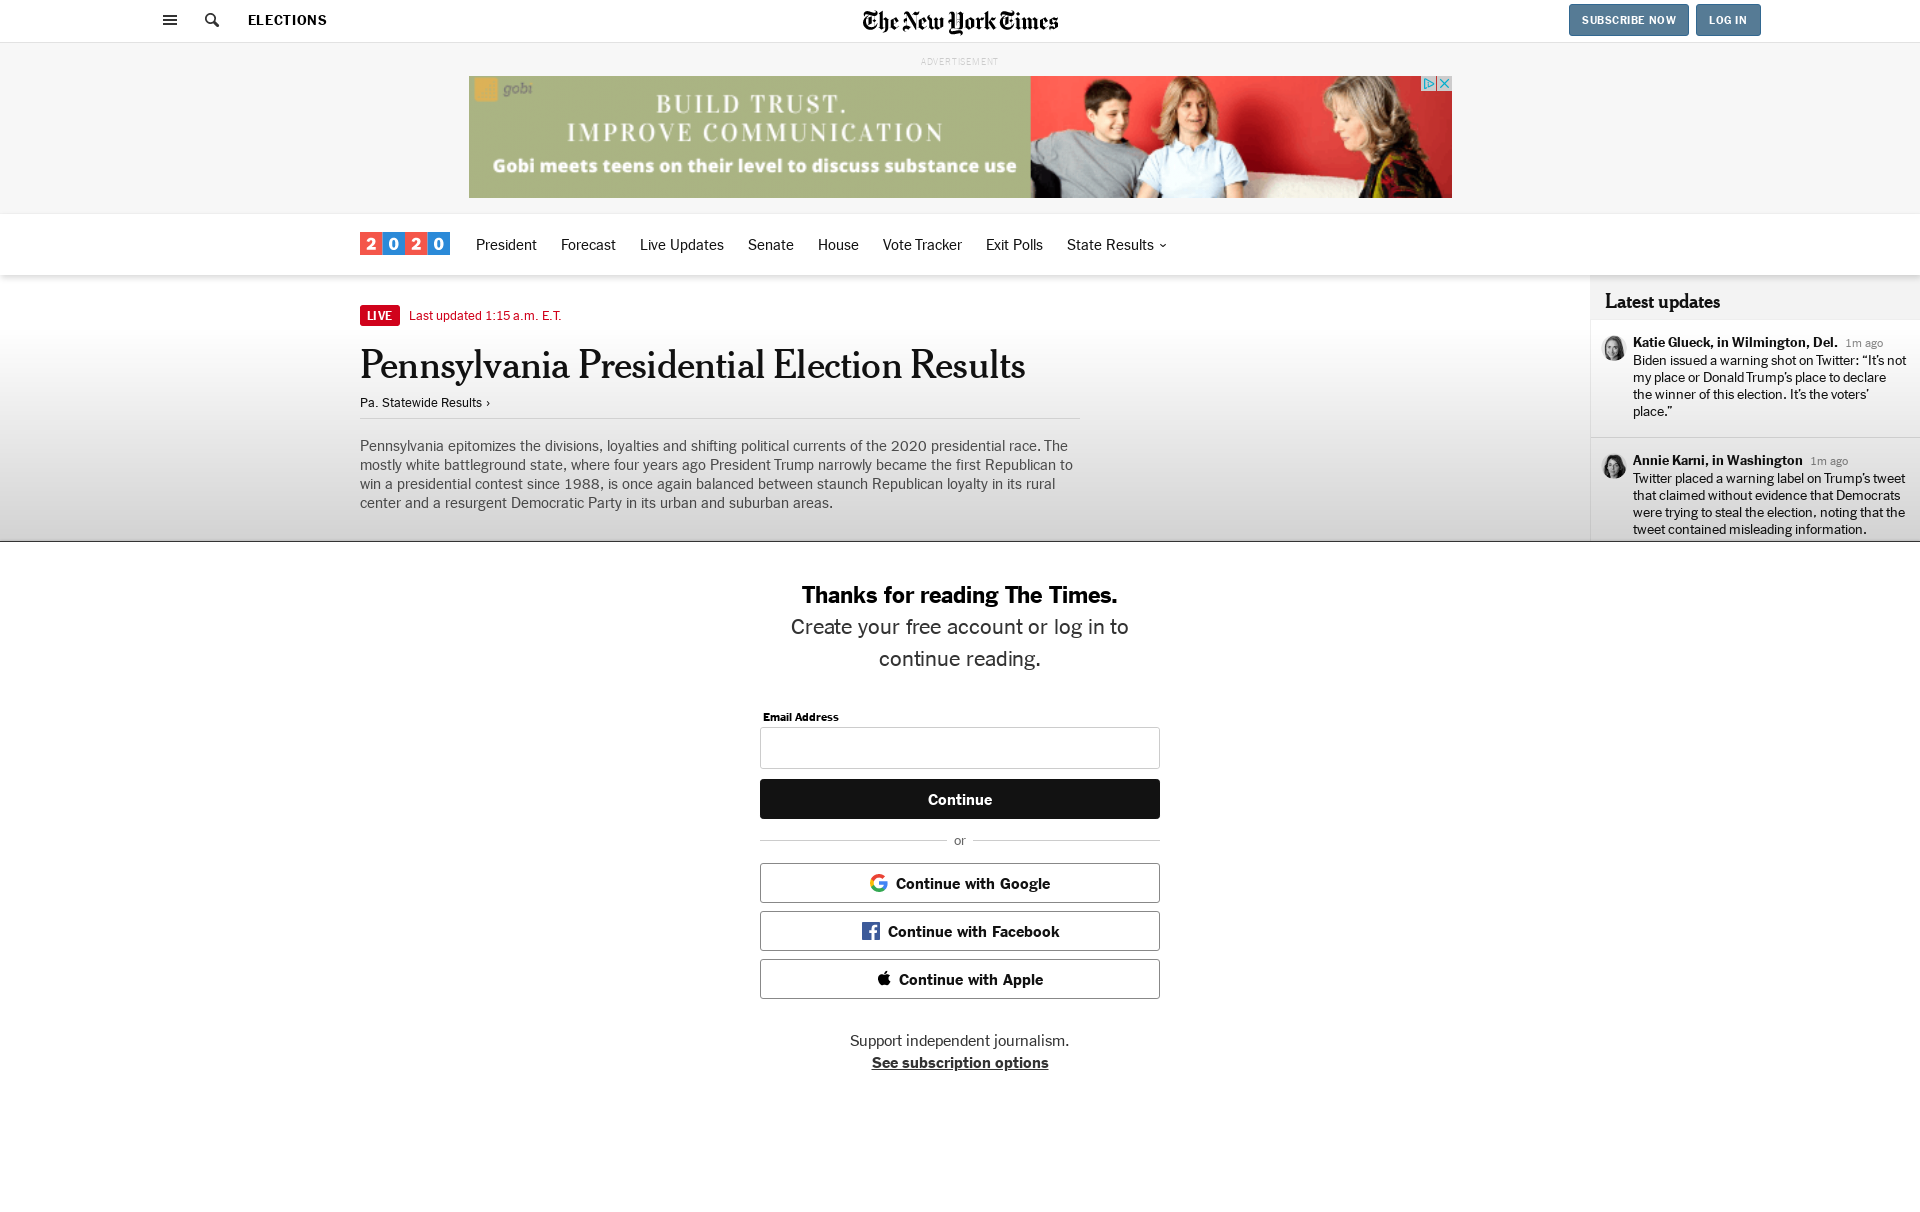 ELECTIONS
The New York Times
SUBSCRIBE NOW
LOG IN
ADVERTISEMENT
gobi
BUILD TRUST.
IMPROVE COMMUNICATION
Gobi meets teens on their level to discuss substance use
2020
President
Forecast
Live Updates
Senate
House
Vote Tracker
Exit Polls
State Results
LIVE
Last updated 1:15 a.m. E.T.
Pennsylvania Presidential Election Results
Pa. Statewide Results ›
Pennsylvania epitomizes the divisions, loyalties and shifting political currents of the 2020 presidential race. The
mostly white battleground state, where four years ago President Trump narrowly became the first Republican to
win a presidential contest since 1988, is once again balanced between staunch Republican loyalty in its rural
center and a resurgent Democratic Party in its urban and suburban areas.
Latest updates
Katie Glueck, in Wilmington, Del. 1m ago
Biden issued a warning shot on Twitter: “It’s not
my place or Donald Trump’s place to declare
the winner of this election. It’s the voters’
place.”
Annie Karni, in Washington 1m ago
Twitter placed a warning label on Trump’s tweet
that claimed without evidence that Democrats
were trying to steal the election, noting that the
tweet contained misleading information.
Thanks for reading The Times.
Create your free account or log in to
continue reading.
Email Address
Continue
or
Continue with Google
Continue with Facebook
Continue with Apple
Support independent journalism.
See subscription options